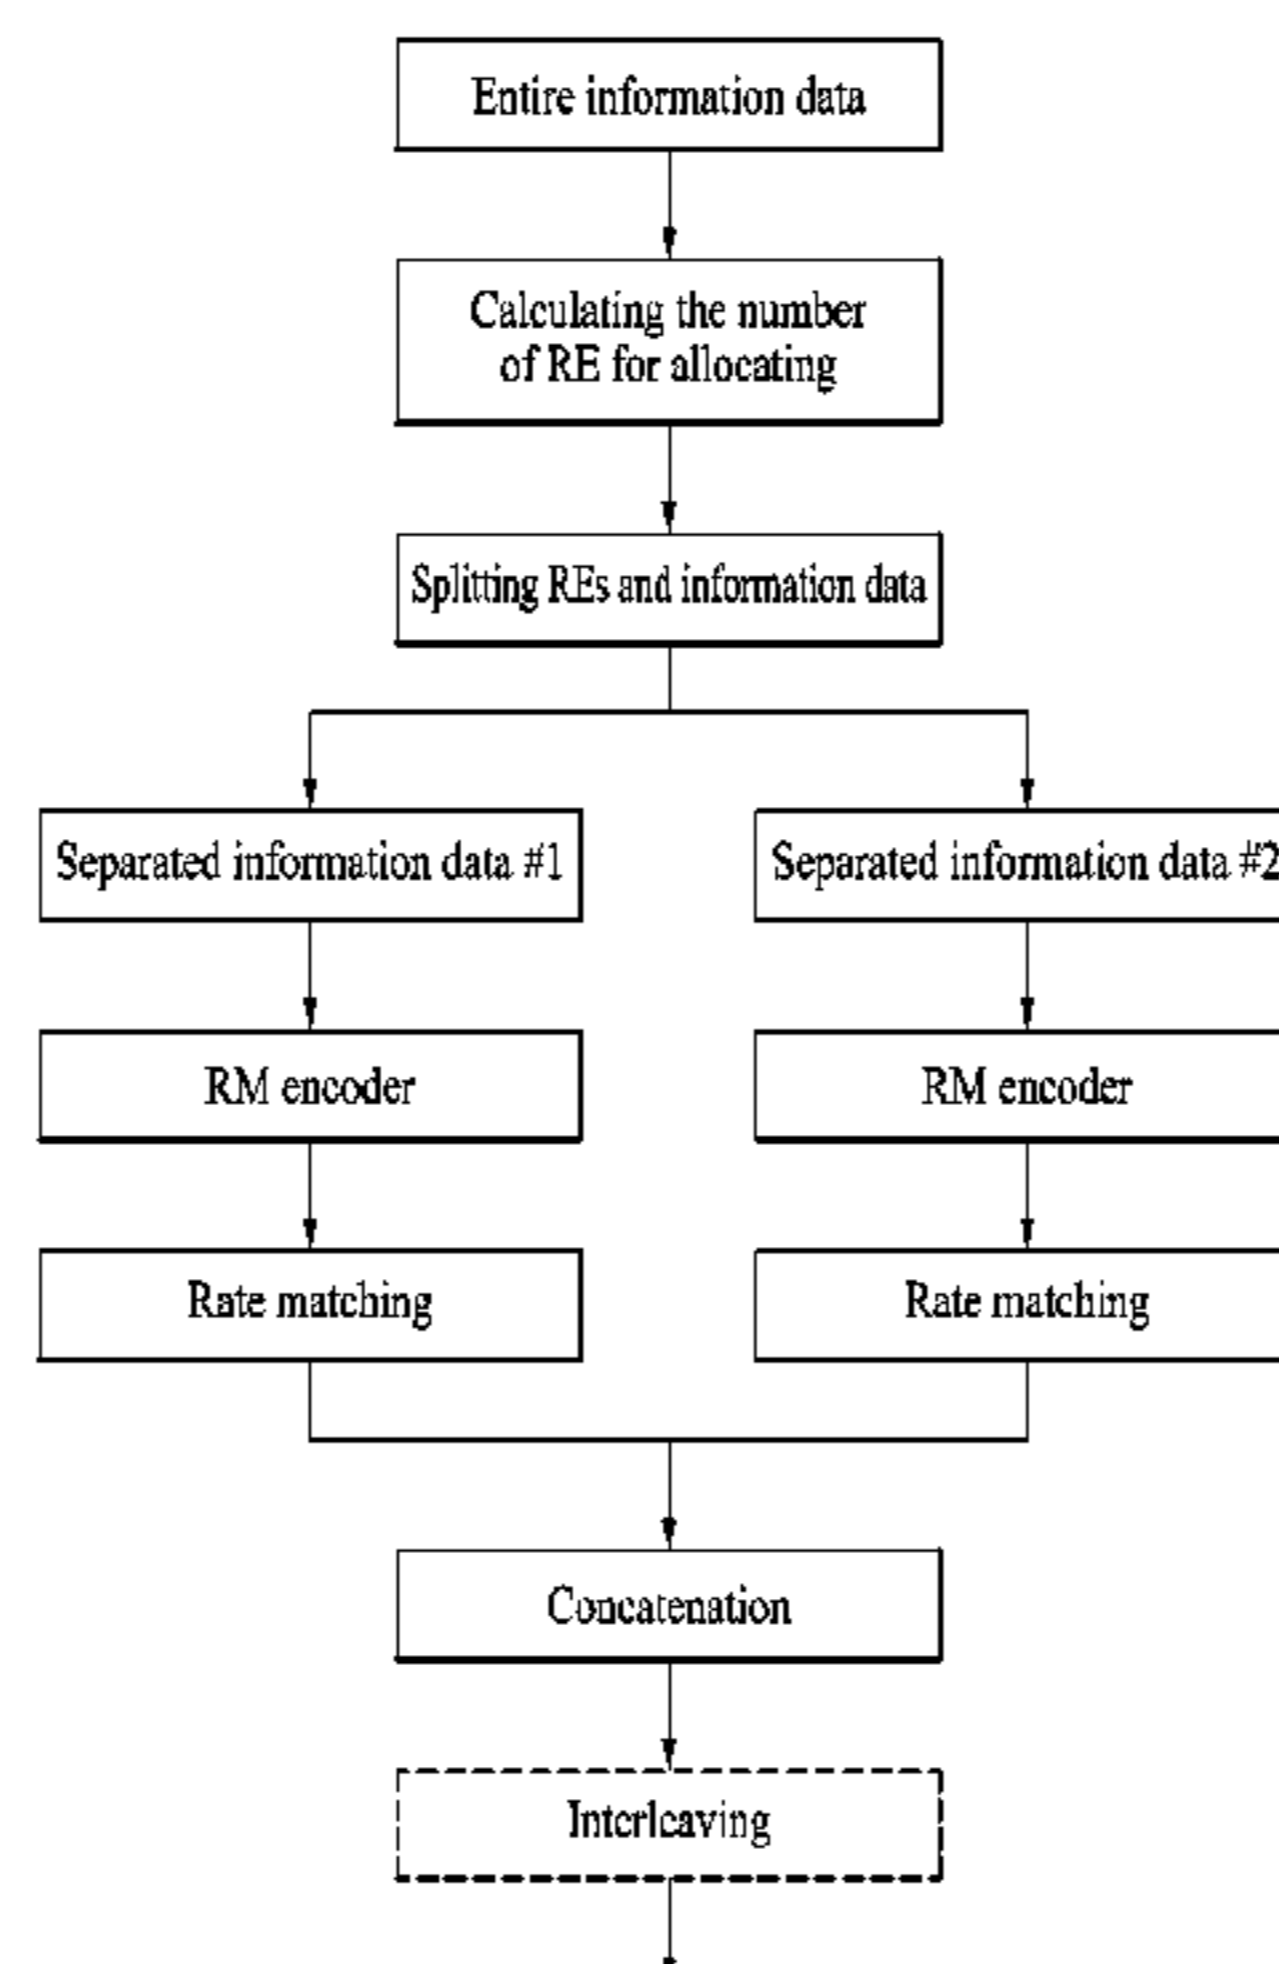 Entire information data
Calculating the number
of RE for allocating
Splitting REs and information data
Separated information data #1
Separated information data #2
RM encoder
RM encoder
Rate matching
Rate matching
Concatenation
Interleaving